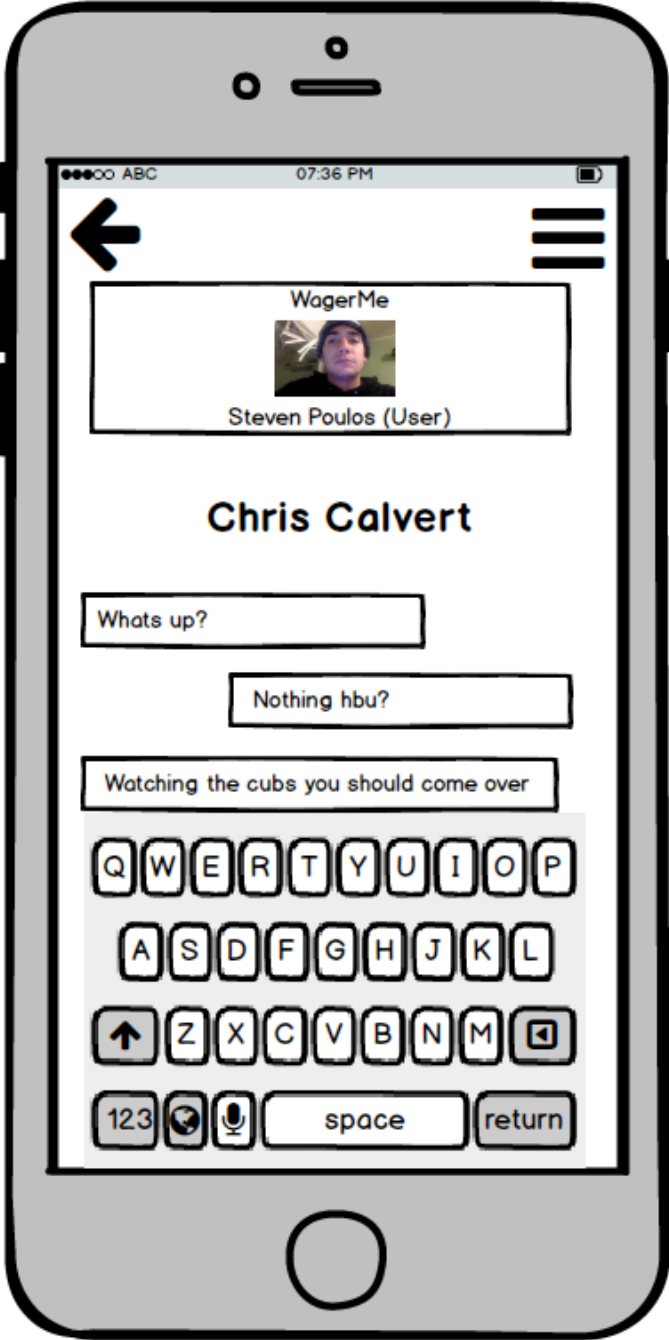 ABC 07:36 PM
WagerMe
Steven Poulos (User)
Chris Calvert
Whats up?
Nothing hbu?
Watching the cubs you should come over
Q W E R T Y U I O P
A S D F G H J K L
Z X C V B N M
123 space return